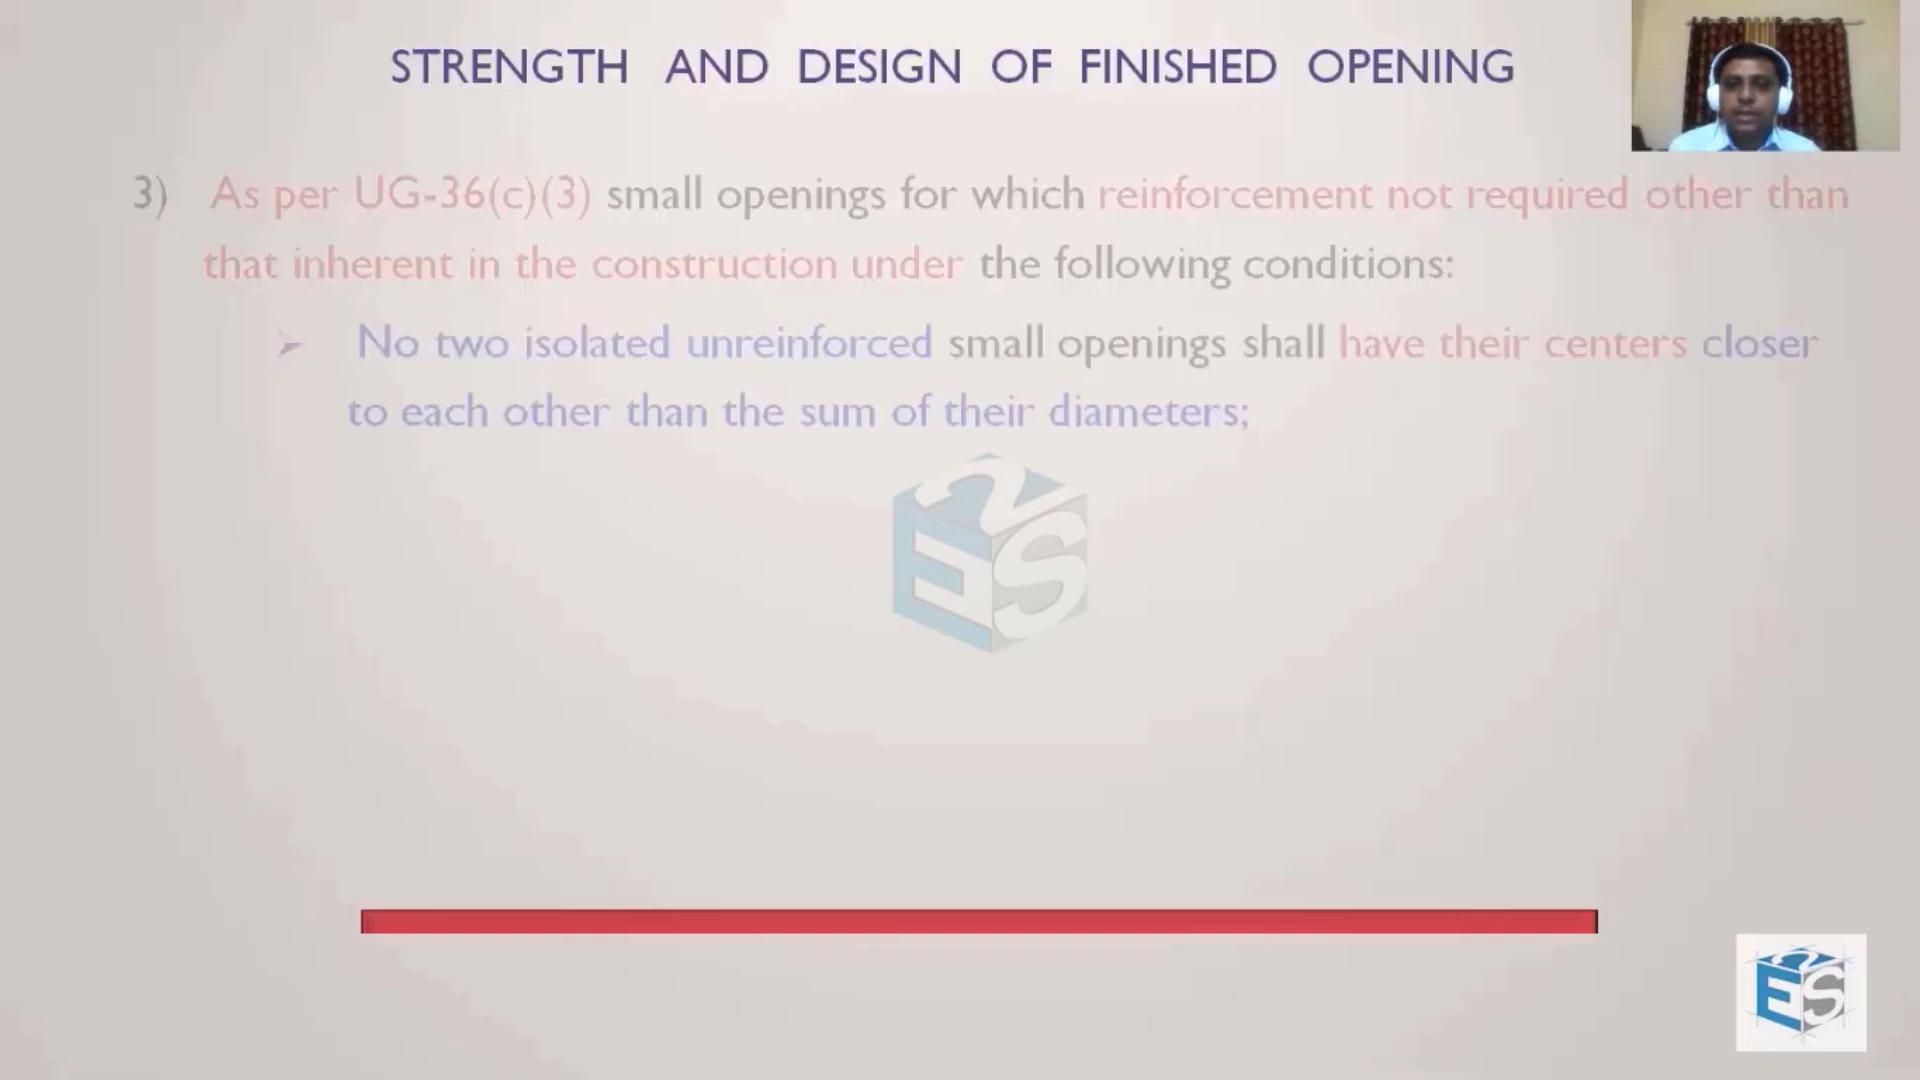 STRENGTH AND DESIGN OF FINISHED OPENING
3) As per UG-36(c)(3) small openings for which reinforcement not required other than
that inherent in the construction under the following conditions:
➢ No two isolated unreinforced small openings shall have their centers closer
to each other than the sum of their diameters;
E2S
E2S